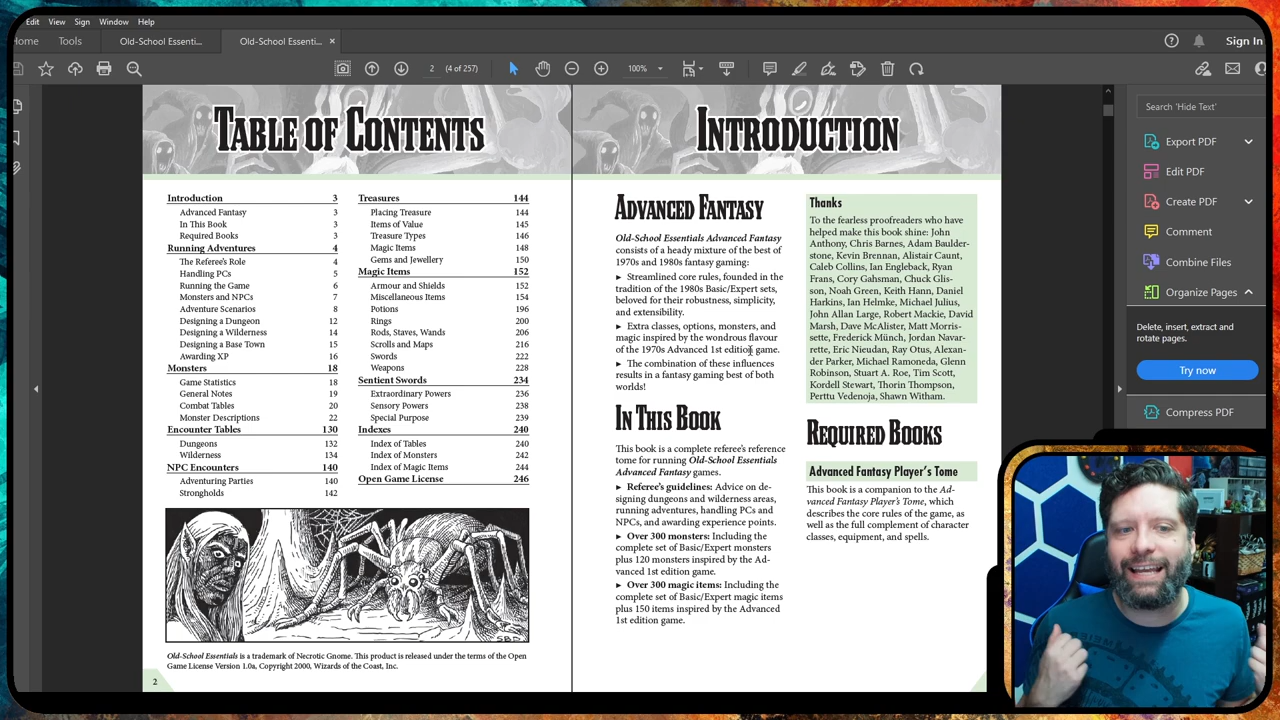 Edit View Sign Window Help
Home Tools Old-School Essenti... Old-School Essenti... × Sign In
2 (4 of 257) 100%
TABLE OF CONTENTS
Introduction 3
Advanced Fantasy 3
In This Book 3
Required Books 3
Running Adventures 4
The Referee's Role 4
Handling PCs 5
Running the Game 6
Monsters and NPCs 7
Adventure Scenarios 8
Designing a Dungeon 12
Designing a Wilderness 14
Designing a Base Town 15
Awarding XP 16
Monsters 18
Game Statistics 18
General Notes 19
Combat Tables 20
Monster Descriptions 22
Encounter Tables 130
Dungeons 132
Wilderness 134
NPC Encounters 140
Adventuring Parties 140
Strongholds 142
Treasures 144
Placing Treasure 144
Items of Value 145
Treasure Types 146
Magic Items 148
Gems and Jewellery 150
Magic Items 152
Armour and Shields 152
Miscellaneous Items 154
Potions 196
Rings 200
Rods, Staves, Wands 206
Scrolls and Maps 216
Swords 222
Weapons 228
Sentient Swords 234
Extraordinary Powers 236
Sensory Powers 238
Special Purpose 239
Indexes 240
Index of Tables 240
Index of Monsters 242
Index of Magic Items 244
Open Game License 246
SBD
Old-School Essentials is a trademark of Necrotic Gnome. This product is released under the terms of the Open
Game License Version 1.0a, Copyright 2000, Wizards of the Coast, Inc.
2
INTRODUCTION
ADVANCED FANTASY
Old-School Essentials Advanced Fantasy
consists of a heady mixture of the best of
1970s and 1980s fantasy gaming:
► Streamlined core rules, founded in the
tradition of the 1980s Basic/Expert sets,
beloved for their robustness, simplicity,
and extensibility.
► Extra classes, options, monsters, and
magic inspired by the wondrous flavour
of the 1970s Advanced 1st edition game.
► The combination of these influences
results in a fantasy gaming best of both
worlds!
IN THIS BOOK
This book is a complete referee's reference
tome for running Old-School Essentials
Advanced Fantasy games.
► Referee's guidelines: Advice on de-
signing dungeons and wilderness areas,
running adventures, handling PCs and
NPCs, and awarding experience points.
► Over 300 monsters: Including the
complete set of Basic/Expert monsters
plus 120 monsters inspired by the Ad-
vanced 1st edition game.
► Over 300 magic items: Including the
complete set of Basic/Expert magic items
plus 150 items inspired by the Advanced
1st edition game.
Thanks
To the fearless proofreaders who have
helped make this book shine: John
Anthony, Chris Barnes, Adam Baulder-
stone, Kevin Brennan, Alistair Caunt,
Caleb Collins, Ian Engleback, Ryan
Frans, Cory Gahsman, Chuck Glis-
son, Noah Green, Keith Hann, Daniel
Harkins, Ian Helmke, Michael Julius,
John Allan Large, Robert Mackie, David
Marsh, Dave McAlister, Matt Morris-
sette, Frederick Münch, Jordan Navar-
rette, Eric Nieudan, Ray Otus, Alexan-
der Parker, Michael Ramoneda, Glenn
Robinson, Stuart A. Roe, Tim Scott,
Kordell Stewart, Thorin Thompson,
Perttu Vedenoja, Shawn Witham.
REQUIRED BOOKS
Advanced Fantasy Player's Tome
This book is a companion to the Ad-
vanced Fantasy Player's Tome, which
describes the core rules of the game, as
well as the full complement of character
classes, equipment, and spells.
Search 'Hide Text'
Export PDF
Edit PDF
Create PDF
Comment
Combine Files
Organize Pages
Delete, insert, extract and
rotate pages.
Try now
Compress PDF